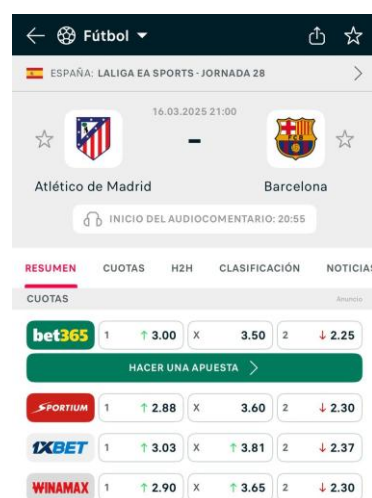 Fútbol
ESPAÑA: LALIGA EA SPORTS - JORNADA 28
16.03.2025 21:00
-
Atlético de Madrid Barcelona
INICIO DEL AUDIOCOMENTARIO: 20:55
RESUMEN CUOTAS H2H CLASIFICACIÓN NOTICIAS
CUOTAS Anuncio
bet365 1 ↑ 3.00 X 3.50 2 ↓ 2.25
HACER UNA APUESTA
SPORTIUM 1 ↑ 2.88 X 3.60 2 ↓ 2.30
1XBET 1 ↑ 3.03 X ↑ 3.81 2 ↓ 2.37
WINAMAX 1 ↑ 2.90 X ↑ 3.65 2 ↓ 2.30